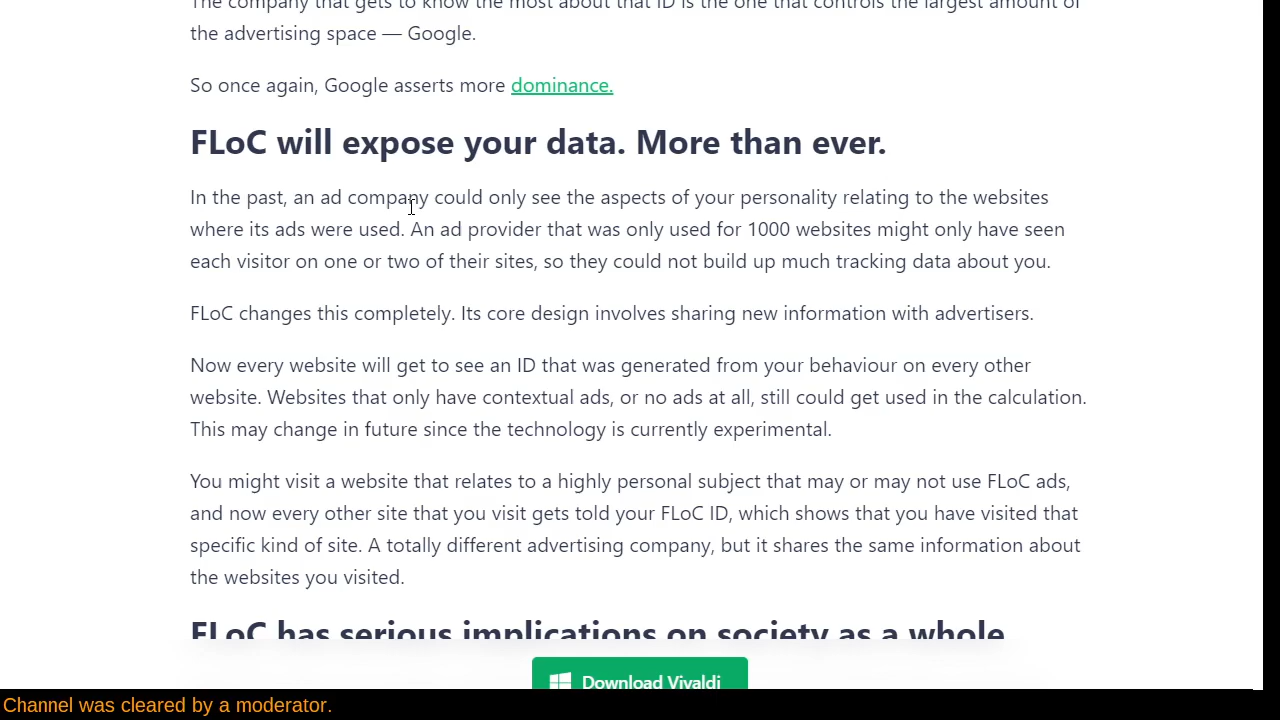 The company that gets to know the most about that ID is the one that controls the largest amount of
the advertising space — Google.
So once again, Google asserts more dominance.
FLoC will expose your data. More than ever.
In the past, an ad company could only see the aspects of your personality relating to the websites
where its ads were used. An ad provider that was only used for 1000 websites might only have seen
each visitor on one or two of their sites, so they could not build up much tracking data about you.
FLoC changes this completely. Its core design involves sharing new information with advertisers.
Now every website will get to see an ID that was generated from your behaviour on every other
website. Websites that only have contextual ads, or no ads at all, still could get used in the calculation.
This may change in future since the technology is currently experimental.
You might visit a website that relates to a highly personal subject that may or may not use FLoC ads,
and now every other site that you visit gets told your FLoC ID, which shows that you have visited that
specific kind of site. A totally different advertising company, but it shares the same information about
the websites you visited.
FLoC has serious implications on society as a whole
Download Vivaldi
Channel was cleared by a moderator.